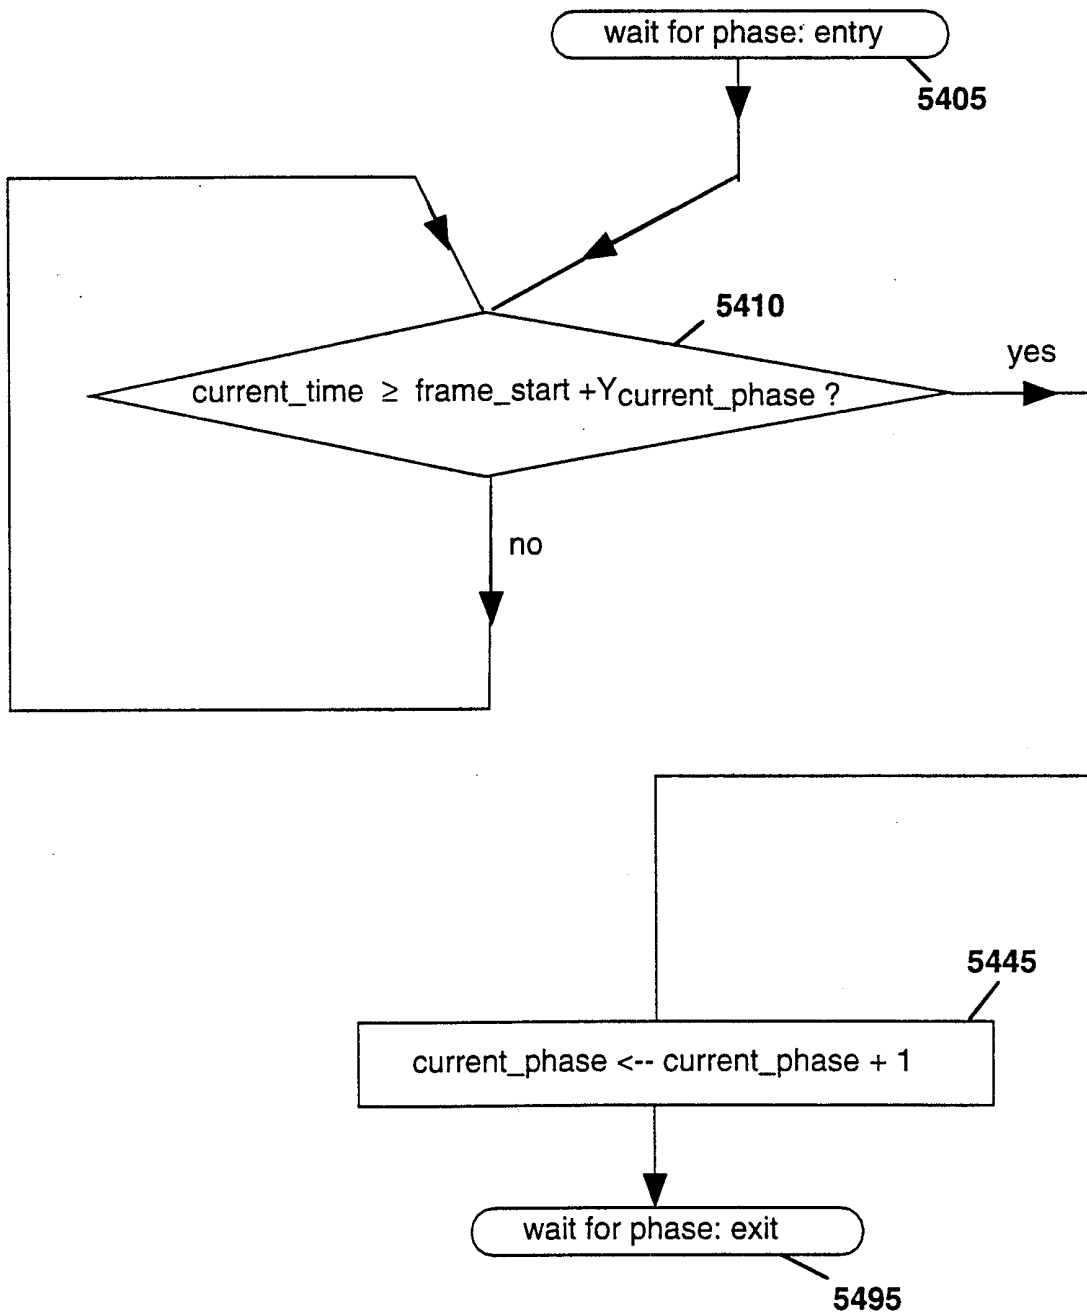 wait for phase: entry
5405
5410
yes
current_time ≥ frame_start +Ycurrent_phase ?
no
5445
current_phase <-- current_phase + 1
wait for phase: exit
5495